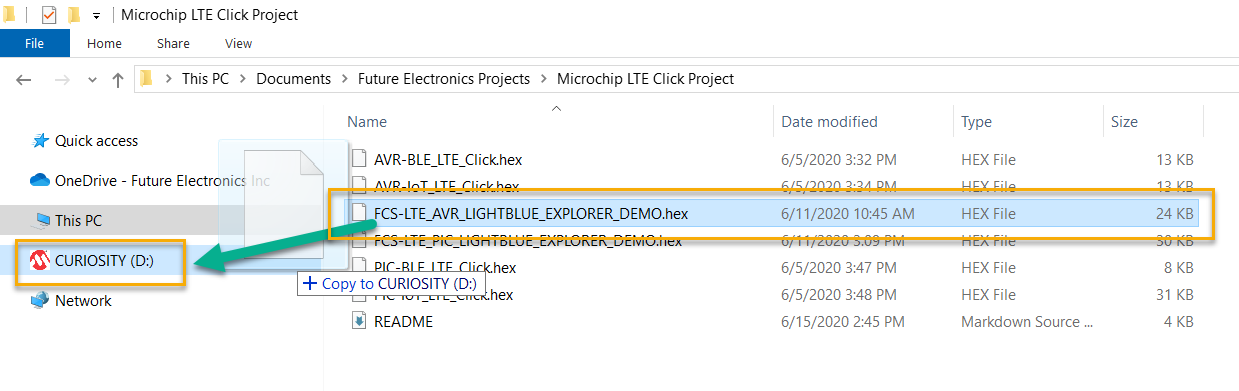 Microchip LTE Click Project
File Home Share View
This PC Documents Future Electronics Projects Microchip LTE Click Project
Name Date modified Type Size
Quick access
OneDrive - Future Electronics Inc
This PC
CURIOSITY (D:)
Network
AVR-BLE_LTE_Click.hex 6/5/2020 3:32 PM HEX File 13 KB
AVR-IoT_LTE_Click.hex 6/5/2020 3:34 PM HEX File 13 KB
FCS-LTE_AVR_LIGHTBLUE_EXPLORER_DEMO.hex 6/11/2020 10:45 AM HEX File 24 KB
FCS-LTE_PIC_LIGHTBLUE_EXPLORER_DEMO.hex 6/11/2020 3:09 PM HEX File 30 KB
PIC-BLE_LTE_Click.hex 6/5/2020 3:47 PM HEX File 8 KB
Copy to CURIOSITY (D:)
PIC-IoT_LTE_Click.hex 6/5/2020 3:48 PM HEX File 31 KB
README 6/15/2020 2:45 PM Markdown Source ... 4 KB